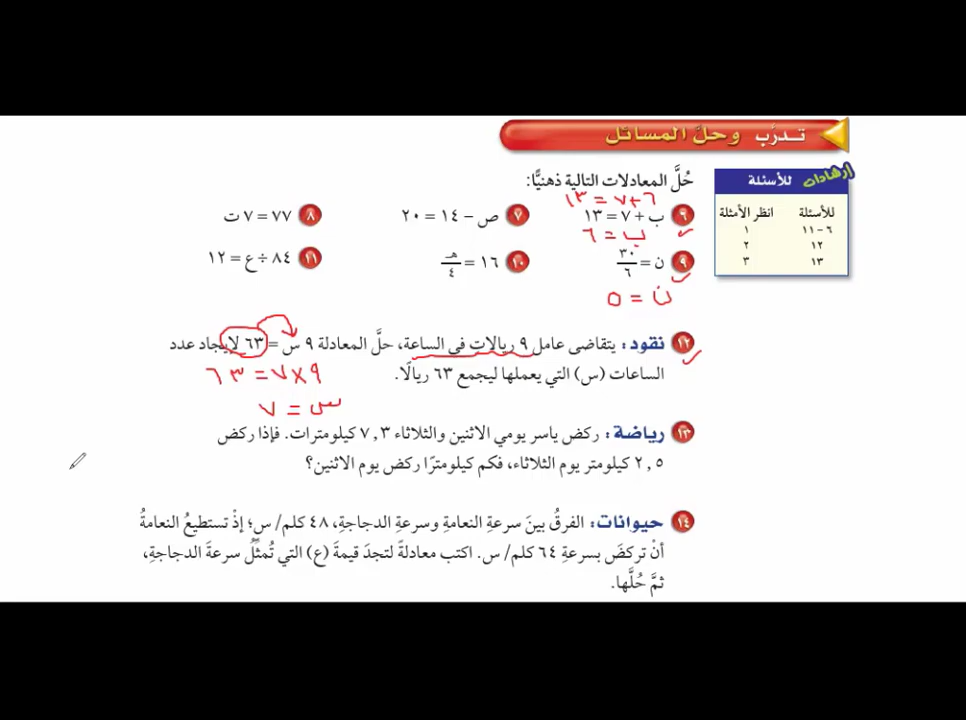 تدرَّب وحلَّ المسائل
إرشادات للأسئلة
للأسئلة انظر الأمثلة
٦-١١ ١
١٢ ٢
١٣ ٣
حُلَّ المعادلات التالية ذهنيًّا:
٦+٧ = ١٣
٦ ب + ٧ = ١٣
٧ ص - ١٤ = ٢٠
٨ ٧٧ = ٧ ت
ب = ٦
٩ ن = ٣٠/٦
١٠ ١٦ = هـ/٤
١١ ٨٤ ÷ ع = ١٢
ن = ٥
١٢ نقود: يتقاضى عامل ٩ ريالات في الساعة، حلَّ المعادلة ٩ س = ٦٣ لإيجاد عدد
الساعات (س) التي يعملها ليجمع ٦٣ ريالًا.
٩×٧ = ٦٣
س = ٧
١٣ رياضة: ركض ياسر يومي الاثنين والثلاثاء ٧,٣ كيلومترات. فإذا ركض
٢,٥ كيلومتر يوم الثلاثاء، فكم كيلومترًا ركض يوم الاثنين؟
١٤ حيوانات: الفرقُ بينَ سرعةِ النعامةِ وسرعةِ الدجاجةِ، ٤٨ كلم/ س؛ إذْ تستطيعُ النعامةُ
أنْ تركضَ بسرعةِ ٦٤ كلم/ س. اكتب معادلةً لتجدَ قيمةَ (ع) التي تُمثِّلُ سرعةَ الدجاجةِ،
ثمَّ حُلَّها.